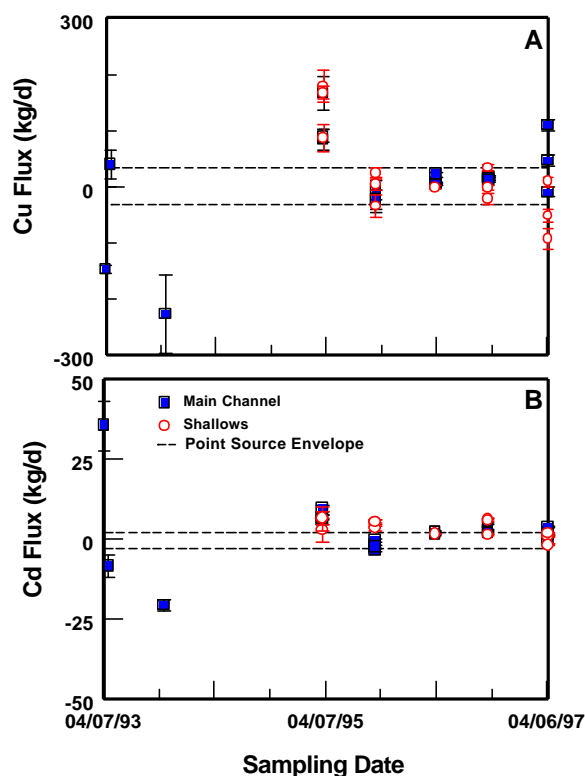 300
A
Cu Flux (kg/d)
0
-300
50
B
Main Channel
Shallows
Point Source Envelope
25
Cd Flux (kg/d)
0
-25
-50
04/07/93 04/07/95 04/06/97
Sampling Date